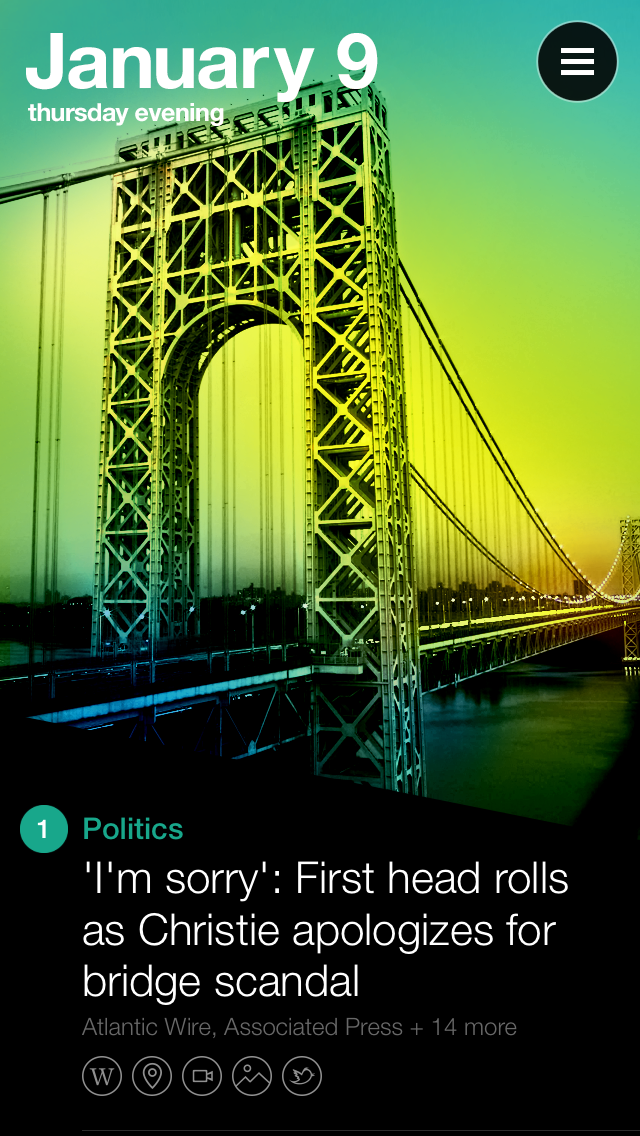 January 9
thursday evening
1 Politics
'I'm sorry': First head rolls
as Christie apologizes for
bridge scandal
Atlantic Wire, Associated Press + 14 more
W